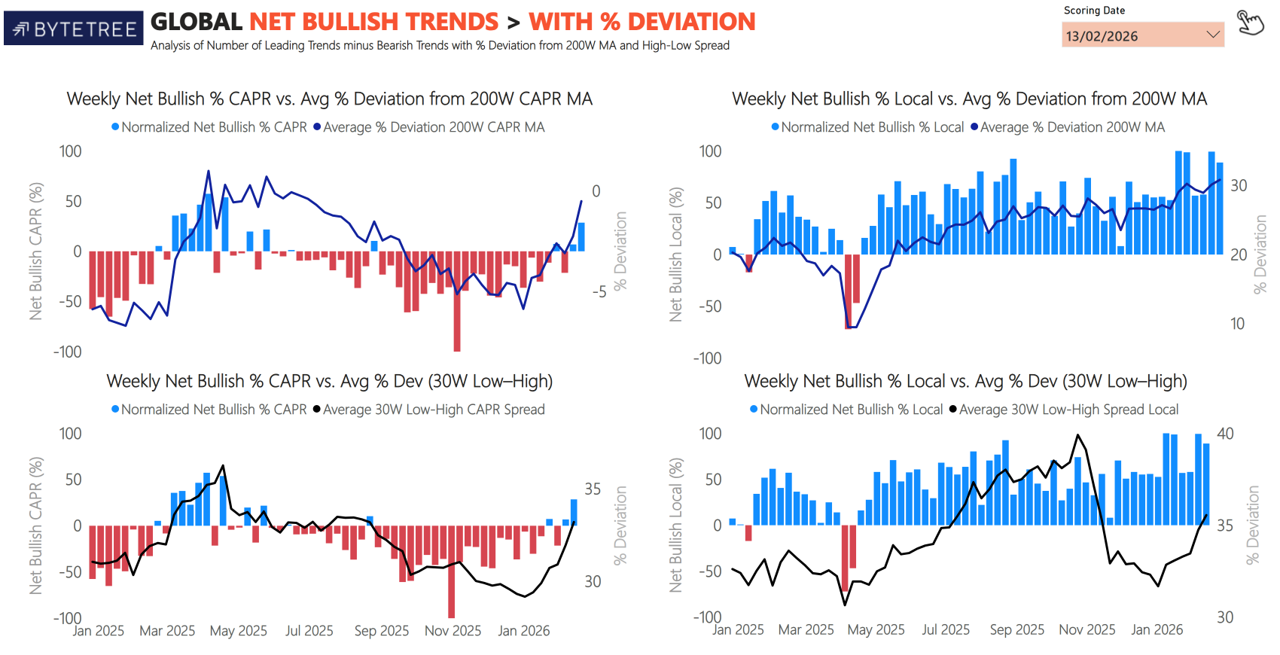 BYTETREE
GLOBAL NET BULLISH TRENDS > WITH % DEVIATION
Analysis of Number of Leading Trends minus Bearish Trends with % Deviation from 200W MA and High-Low Spread
Scoring Date
13/02/2026
Weekly Net Bullish % CAPR vs. Avg % Deviation from 200W CAPR MA
Normalized Net Bullish % CAPR Average % Deviation 200W CAPR MA
Net Bullish CAPR (%)
100
50
0
-50
-100
0
-5
% Deviation
Weekly Net Bullish % Local vs. Avg % Deviation from 200W MA
Normalized Net Bullish % Local Average % Deviation 200W MA
Net Bullish Local (%)
100
50
0
-50
-100
30
20
10
% Deviation
Weekly Net Bullish % CAPR vs. Avg % Dev (30W Low–High)
Normalized Net Bullish % CAPR Average 30W Low-High CAPR Spread
Net Bullish CAPR (%)
100
50
0
-50
-100
35
30
% Deviation
Jan 2025 Mar 2025 May 2025 Jul 2025 Sep 2025 Nov 2025 Jan 2026
Weekly Net Bullish % Local vs. Avg % Dev (30W Low–High)
Normalized Net Bullish % Local Average 30W Low-High Spread Local
Net Bullish Local (%)
100
50
0
-50
-100
40
35
30
% Deviation
Jan 2025 Mar 2025 May 2025 Jul 2025 Sep 2025 Nov 2025 Jan 2026